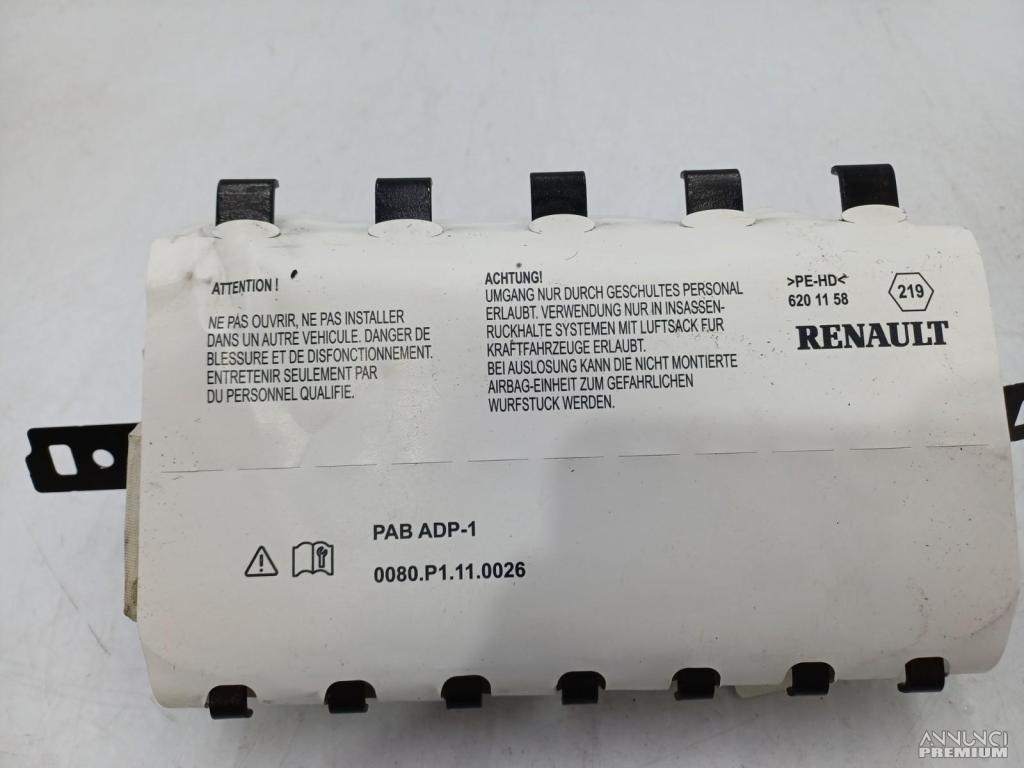 ATTENTION !
NE PAS OUVRIR, NE PAS INSTALLER
DANS UN AUTRE VEHICULE. DANGER DE
BLESSURE ET DE DISFONCTIONNEMENT.
ENTRETENIR SEULEMENT PAR
DU PERSONNEL QUALIFIE.
ACHTUNG!
UMGANG NUR DURCH GESCHULTES PERSONAL
ERLAUBT. VERWENDUNG NUR IN INSASSEN-
RUCKHALTE SYSTEMEN MIT LUFTSACK FUR
KRAFTFAHRZEUGE ERLAUBT.
BEI AUSLOSUNG KANN DIE NICHT MONTIERTE
AIRBAG-EINHEIT ZUM GEFAHRLICHEN
WURFSTUCK WERDEN.
>PE-HD<
620 11 58
219
RENAULT
PAB ADP-1
0080.P1.11.0026
ANNUNCI
PREMIUM